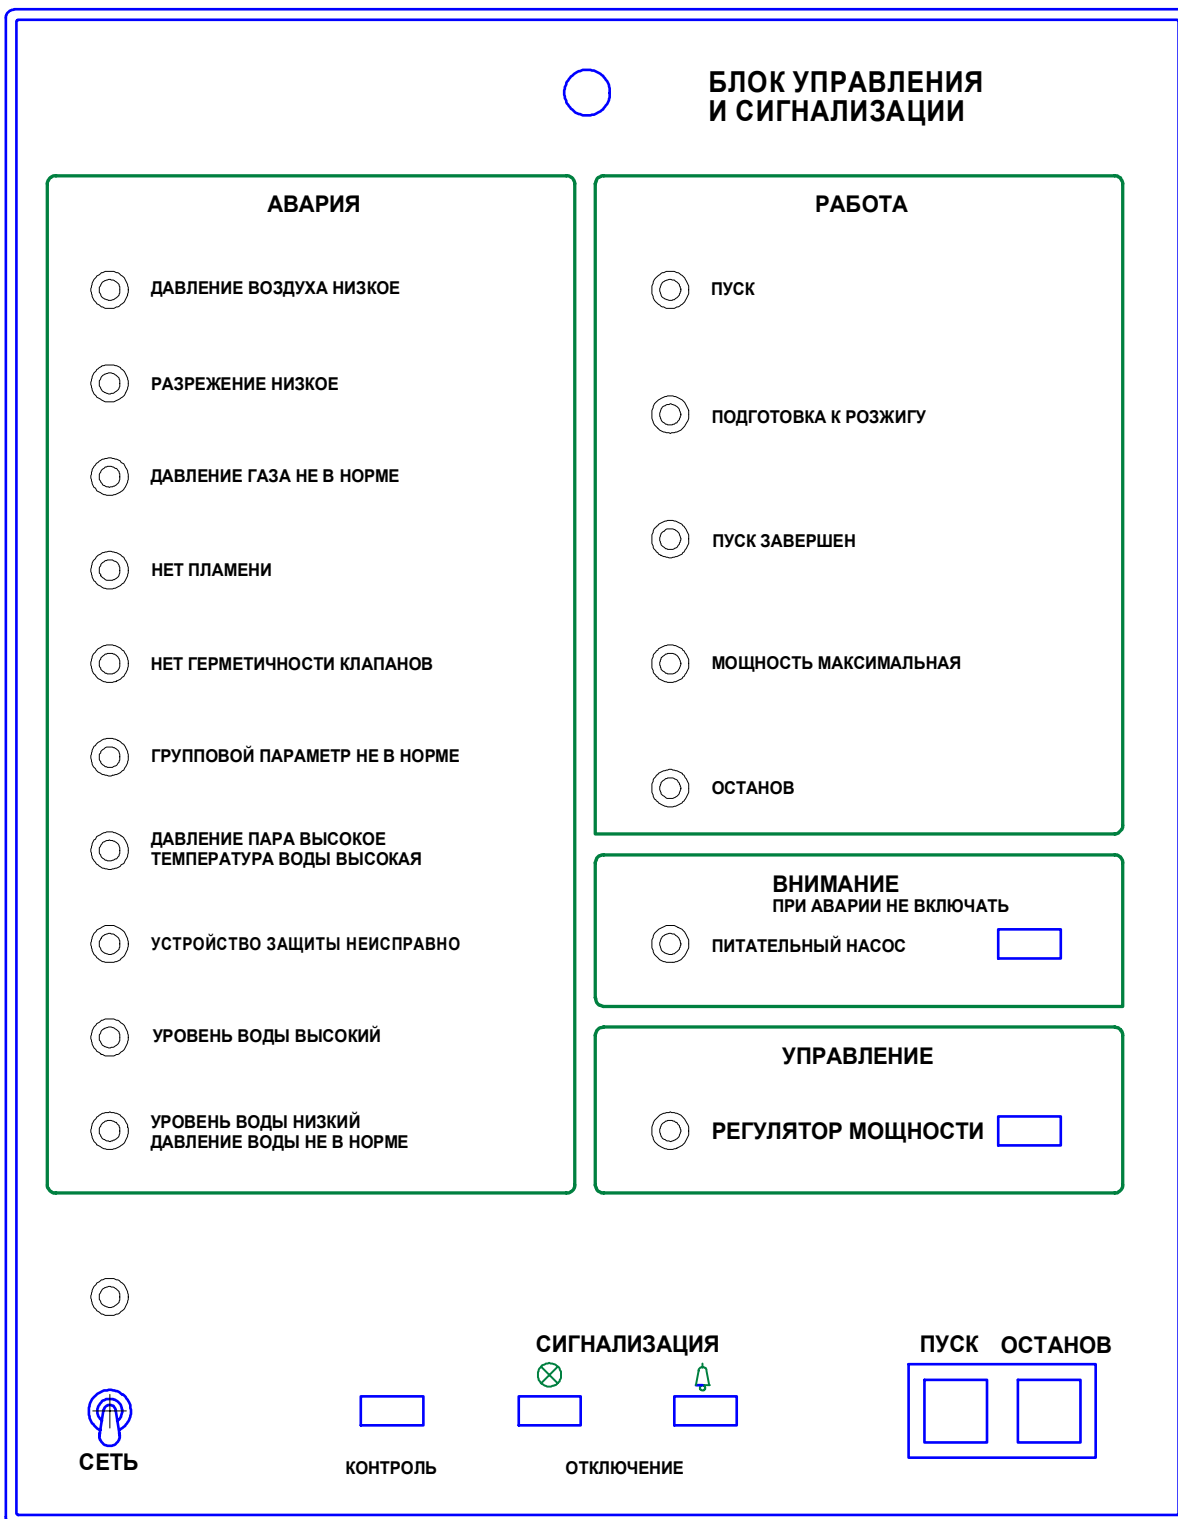 БЛОК УПРАВЛЕНИЯ
И СИГНАЛИЗАЦИИ
АВАРИЯ
ДАВЛЕНИЕ ВОЗДУХА НИЗКОЕ
РАЗРЕЖЕНИЕ НИЗКОЕ
ДАВЛЕНИЕ ГАЗА НЕ В НОРМЕ
НЕТ ПЛАМЕНИ
НЕТ ГЕРМЕТИЧНОСТИ КЛАПАНОВ
ГРУППОВОЙ ПАРАМЕТР НЕ В НОРМЕ
ДАВЛЕНИЕ ПАРА ВЫСОКОЕ
ТЕМПЕРАТУРА ВОДЫ ВЫСОКАЯ
УСТРОЙСТВО ЗАЩИТЫ НЕИСПРАВНО
УРОВЕНЬ ВОДЫ ВЫСОКИЙ
УРОВЕНЬ ВОДЫ НИЗКИЙ
ДАВЛЕНИЕ ВОДЫ НЕ В НОРМЕ
РАБОТА
ПУСК
ПОДГОТОВКА К РОЗЖИГУ
ПУСК ЗАВЕРШЕН
МОЩНОСТЬ МАКСИМАЛЬНАЯ
ОСТАНОВ
ВНИМАНИЕ
ПРИ АВАРИИ НЕ ВКЛЮЧАТЬ
ПИТАТЕЛЬНЫЙ НАСОС
УПРАВЛЕНИЕ
РЕГУЛЯТОР МОЩНОСТИ
СЕТЬ
КОНТРОЛЬ
СИГНАЛИЗАЦИЯ
ОТКЛЮЧЕНИЕ
ПУСК ОСТАНОВ